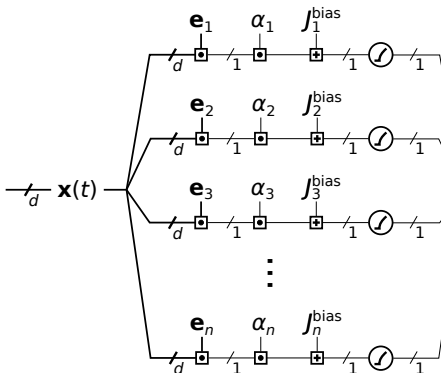 𝐞₁ α₁ J₁ᵇⁱᵃˢ
d 1 1 1
𝐞₂ α₂ J₂ᵇⁱᵃˢ
d 1 1 1
d 𝐱(t)
𝐞₃ α₃ J₃ᵇⁱᵃˢ
d 1 1 1
⋮
𝐞ₙ αₙ Jₙᵇⁱᵃˢ
d 1 1 1